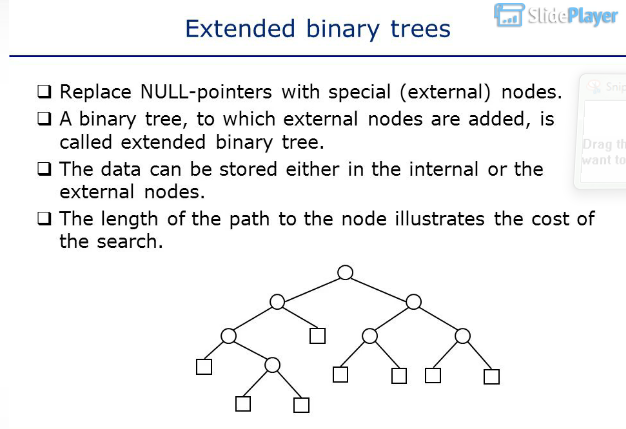 SlidePlayer
Extended binary trees
Snip
❑ Replace NULL-pointers with special (external) nodes.
❑ A binary tree, to which external nodes are added, is
called extended binary tree.
Drag th
want to
❑ The data can be stored either in the internal or the
external nodes.
❑ The length of the path to the node illustrates the cost of
the search.